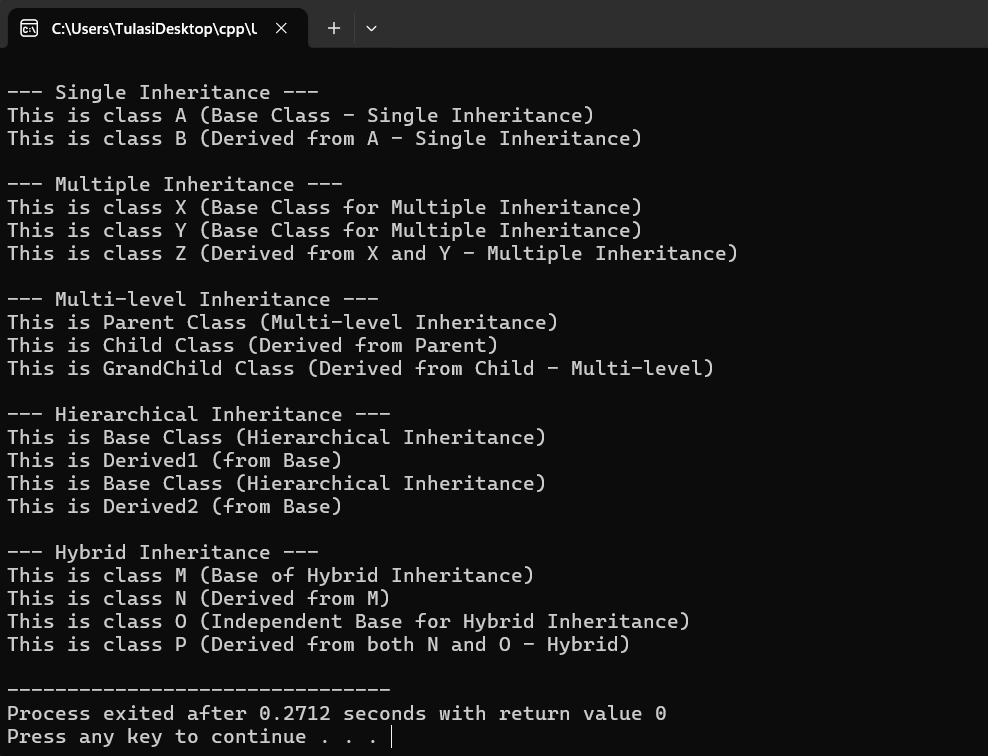 C:\Users\TulasiDesktop\cpp\L
--- Single Inheritance ---
This is class A (Base Class - Single Inheritance)
This is class B (Derived from A - Single Inheritance)
--- Multiple Inheritance ---
This is class X (Base Class for Multiple Inheritance)
This is class Y (Base Class for Multiple Inheritance)
This is class Z (Derived from X and Y - Multiple Inheritance)
--- Multi-level Inheritance ---
This is Parent Class (Multi-level Inheritance)
This is Child Class (Derived from Parent)
This is GrandChild Class (Derived from Child - Multi-level)
--- Hierarchical Inheritance ---
This is Base Class (Hierarchical Inheritance)
This is Derived1 (from Base)
This is Base Class (Hierarchical Inheritance)
This is Derived2 (from Base)
--- Hybrid Inheritance ---
This is class M (Base of Hybrid Inheritance)
This is class N (Derived from M)
This is class O (Independent Base for Hybrid Inheritance)
This is class P (Derived from both N and O - Hybrid)
--------------------------------
Process exited after 0.2712 seconds with return value 0
Press any key to continue . . .